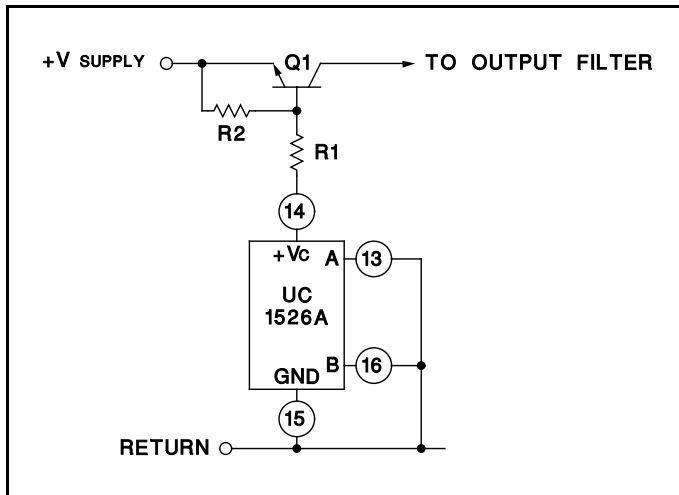 +V SUPPLY
Q1
TO OUTPUT FILTER
R2
R1
14
+VC
A
13
UC
1526A
B
16
GND
15
RETURN